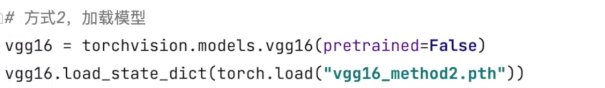 # 方式2，加载模型
vgg16 = torchvision.models.vgg16(pretrained=False)
vgg16.load_state_dict(torch.load("vgg16_method2.pth"))